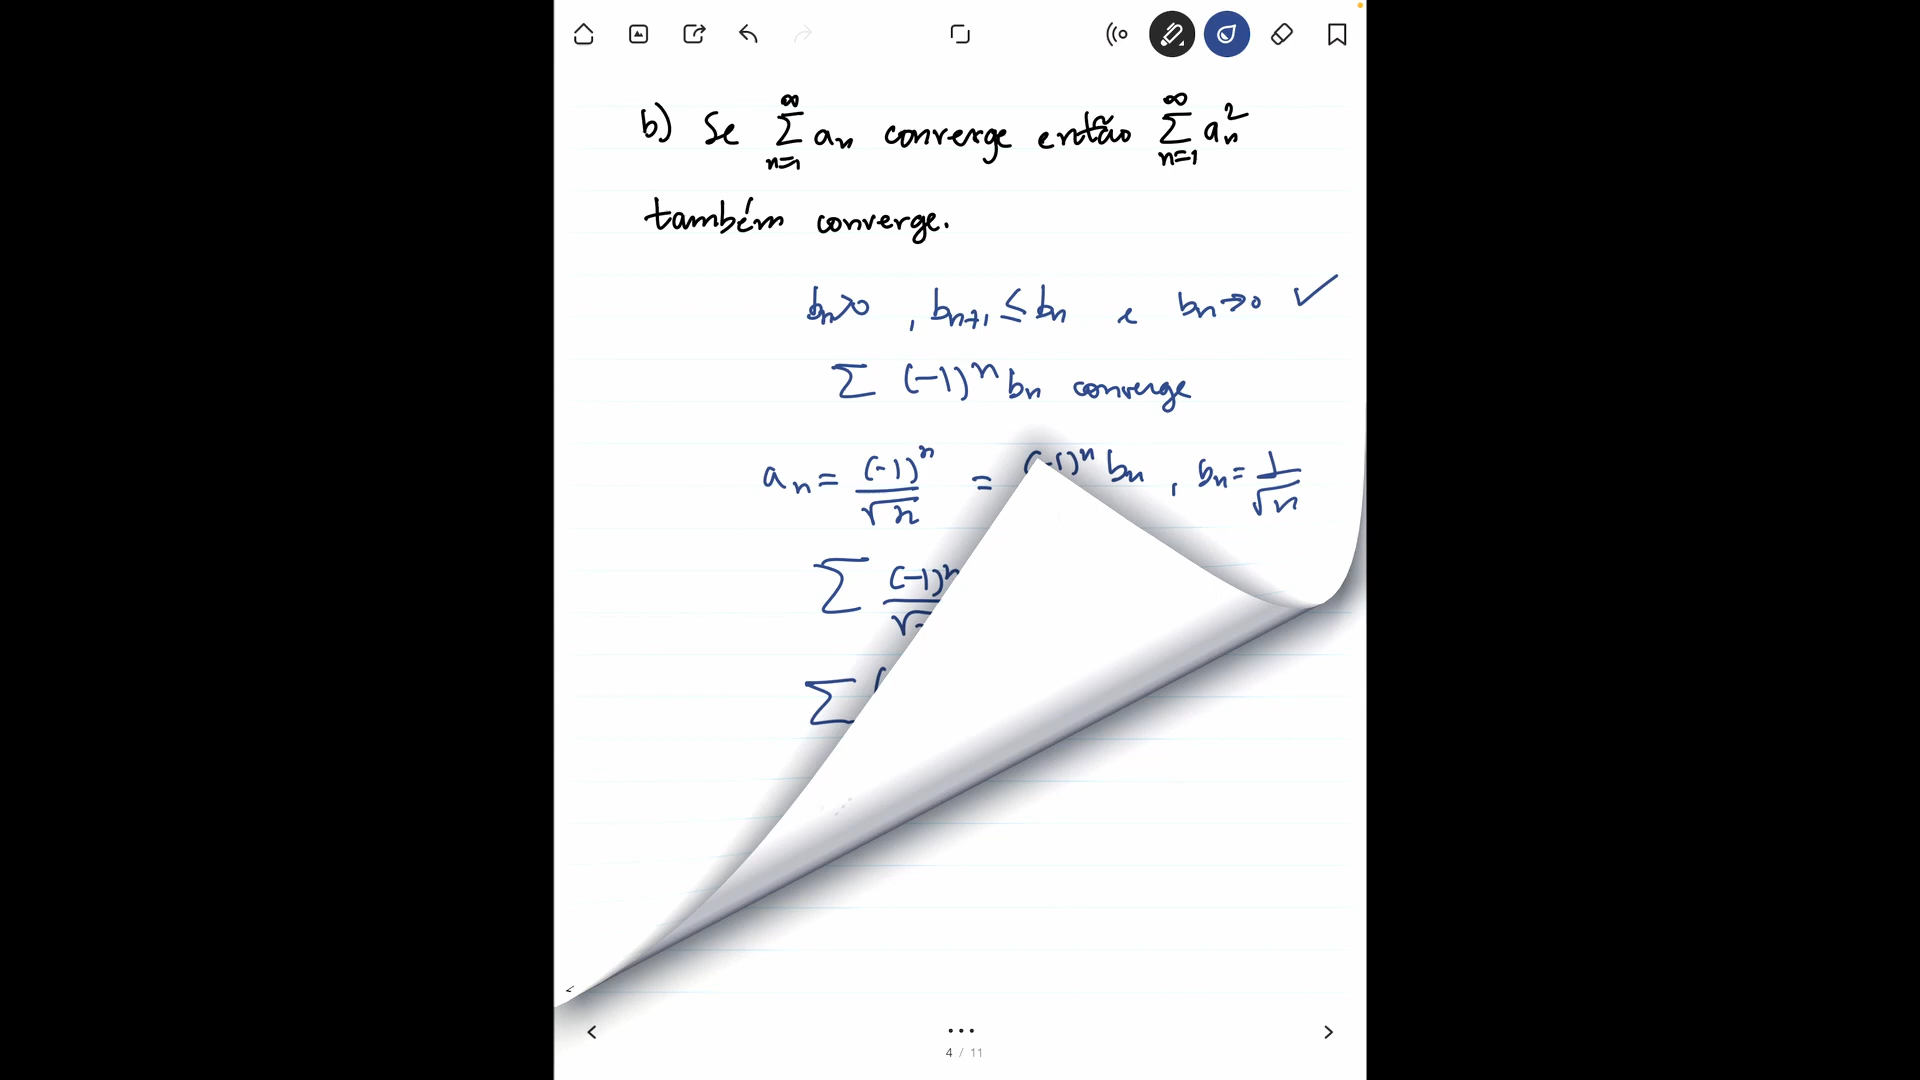 b) Se ∞∑n=1 an converge então ∞∑n=1 an²
também converge.
bn>0 , bn+1 ≤ bn e bn→0 ✓
∑ (-1)^n bn converge
an = (-1)^n/√n = (-1)^n bn , bn = 1/√n
∑ (-1)^n/√
∑ (
4 / 11